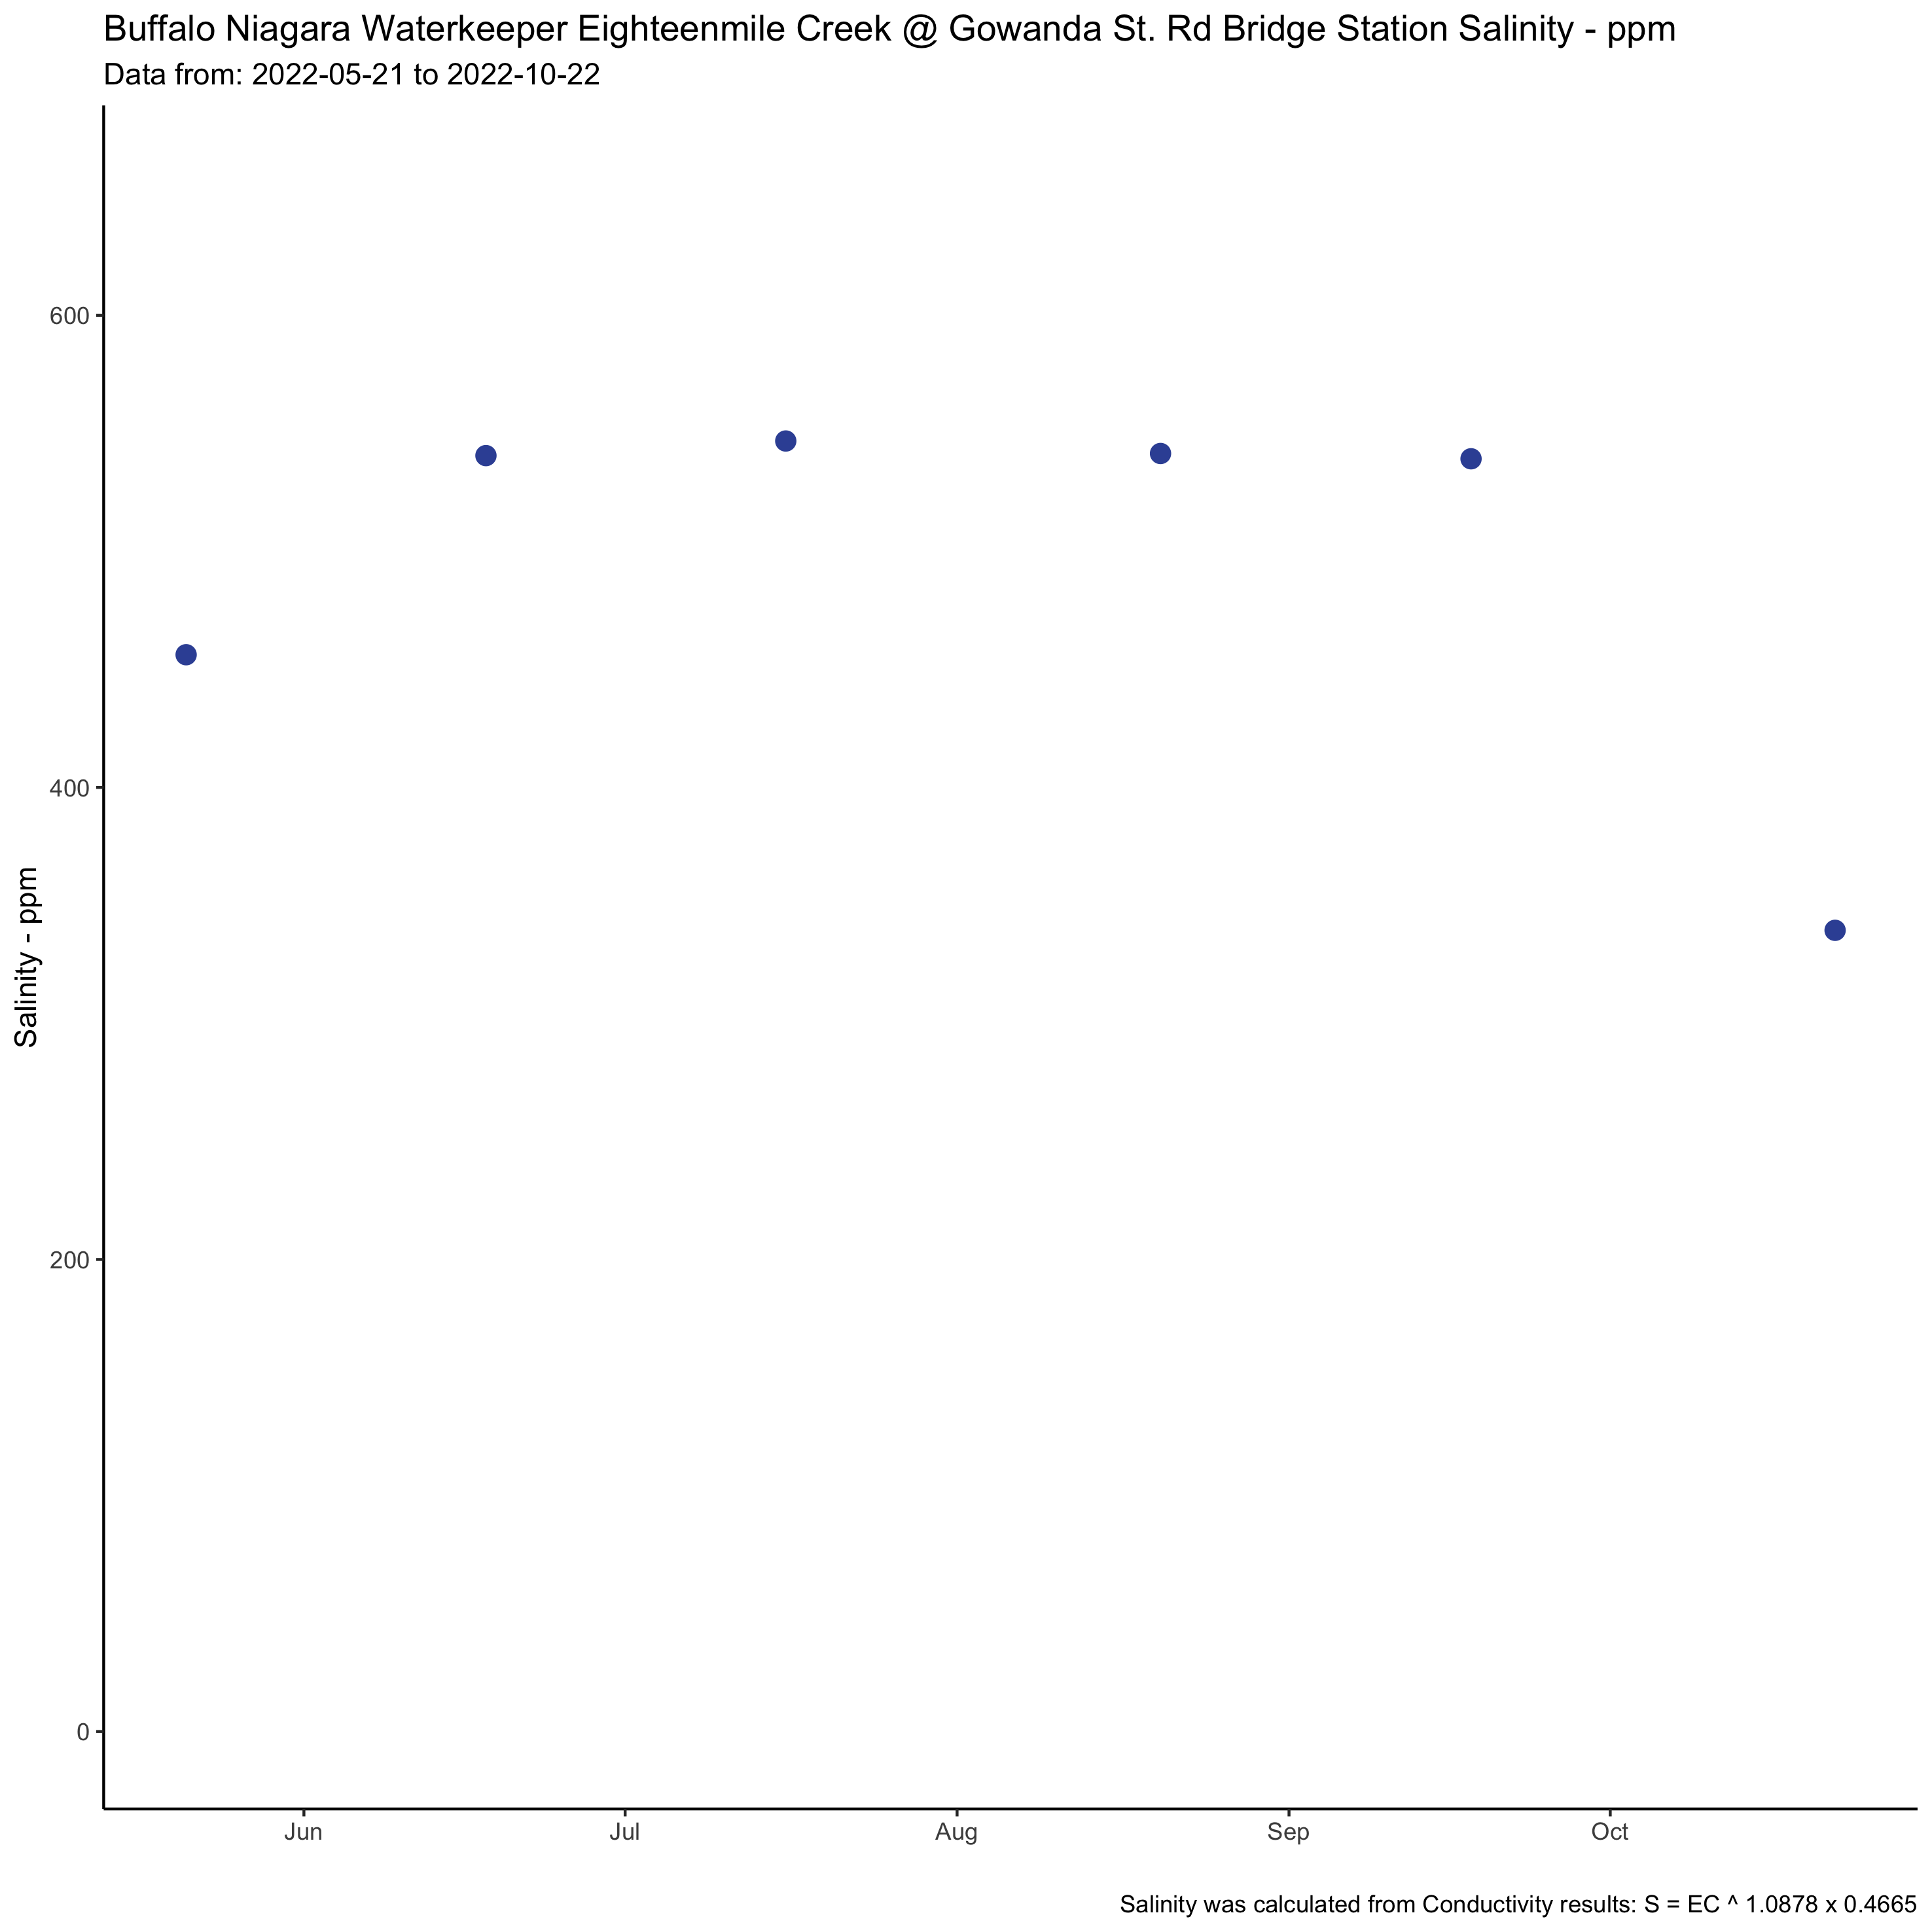 Buffalo Niagara Waterkeeper Eighteenmile Creek @ Gowanda St. Rd Bridge Station Salinity - ppm
Data from: 2022-05-21 to 2022-10-22
Salinity - ppm
600
400
200
0
Jun Jul Aug Sep Oct
Salinity was calculated from Conductivity results: S = EC ^ 1.0878 x 0.4665